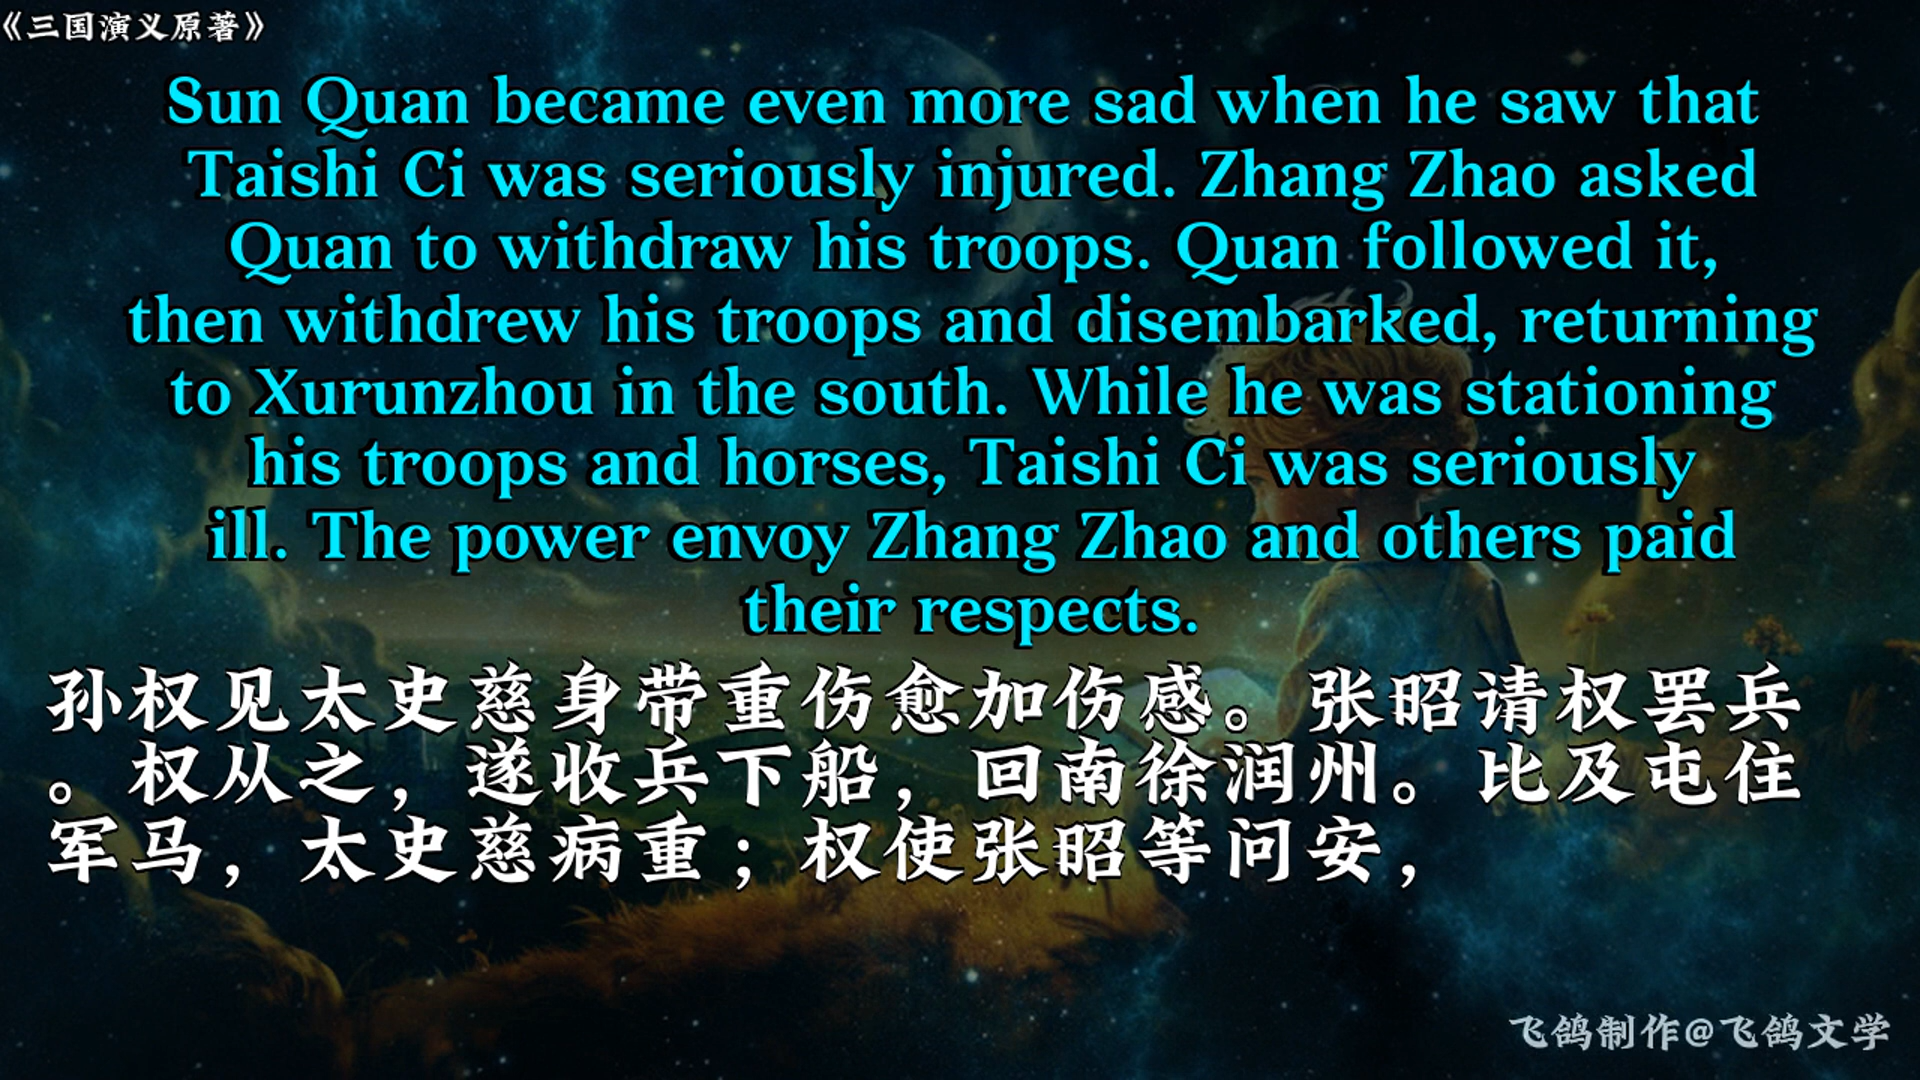 《三国演义原著》
Sun Quan became even more sad when he saw that
Taishi Ci was seriously injured. Zhang Zhao asked
Quan to withdraw his troops. Quan followed it,
then withdrew his troops and disembarked, returning
to Xurunzhou in the south. While he was stationing
his troops and horses, Taishi Ci was seriously
ill. The power envoy Zhang Zhao and others paid
their respects.
孙权见太史慈身带重伤愈加伤感。张昭请权罢兵
。权从之，遂收兵下船，回南徐润州。比及屯住
军马，太史慈病重；权使张昭等问安，
飞鸽制作@飞鸽文学